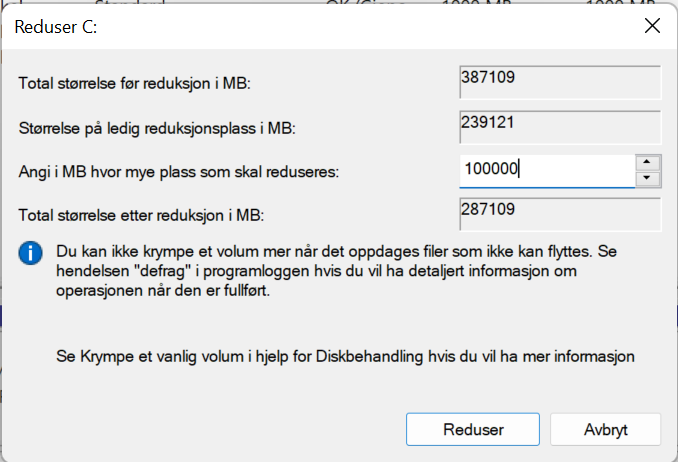 Reduser C:
Total størrelse før reduksjon i MB: 387109
Størrelse på ledig reduksjonsplass i MB: 239121
Angi i MB hvor mye plass som skal reduseres: 100000
Total størrelse etter reduksjon i MB: 287109
Du kan ikke krympe et volum mer når det oppdages filer som ikke kan flyttes. Se
hendelsen "defrag" i programloggen hvis du vil ha detaljert informasjon om
operasjonen når den er fullført.
Se Krympe et vanlig volum i hjelp for Diskbehandling hvis du vil ha mer informasjon
Reduser Avbryt